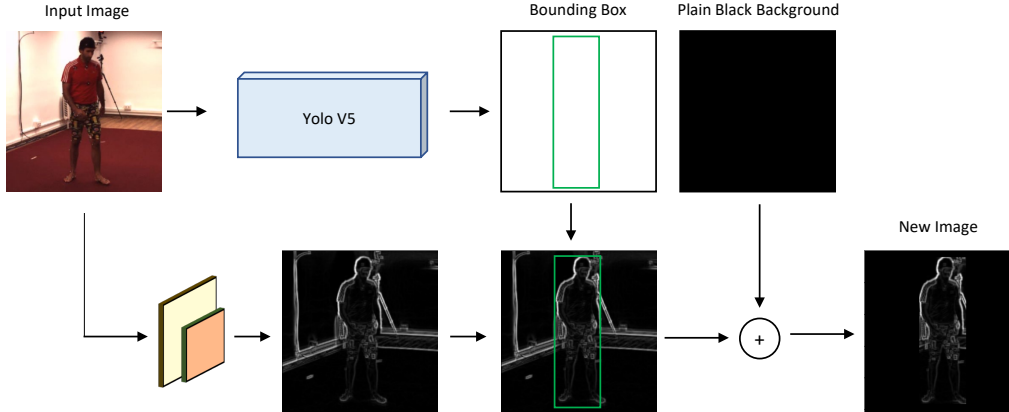 Input Image
Bounding Box
Plain Black Background
Yolo V5
New Image
+